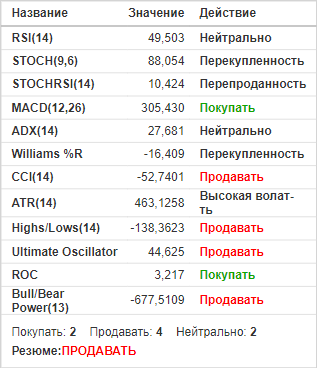 Название Значение Действие
RSI(14) 49,503 Нейтрально
STOCH(9,6) 88,054 Перекупленность
STOCHRSI(14) 10,424 Перепроданность
MACD(12,26) 305,430 Покупать
ADX(14) 27,681 Нейтрально
Williams %R -16,409 Перекупленность
CCI(14) -52,7401 Продавать
ATR(14) 463,1258 Высокая волат-
ть
Highs/Lows(14) -138,3623 Продавать
Ultimate Oscillator 44,625 Продавать
ROC 3,217 Покупать
Bull/Bear
Power(13) -677,5109 Продавать
Покупать: 2 Продавать: 4 Нейтрально: 2
Резюме:ПРОДАВАТЬ